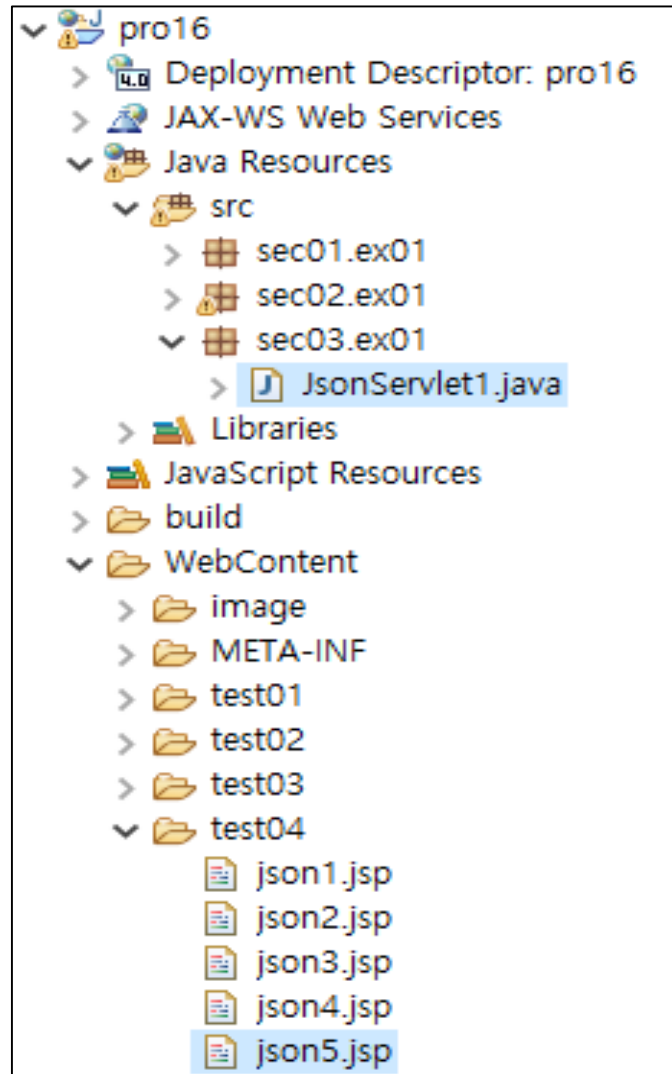 pro16
Deployment Descriptor: pro16
JAX-WS Web Services
Java Resources
src
sec01.ex01
sec02.ex01
sec03.ex01
JsonServlet1.java
Libraries
JavaScript Resources
build
WebContent
image
META-INF
test01
test02
test03
test04
json1.jsp
json2.jsp
json3.jsp
json4.jsp
json5.jsp